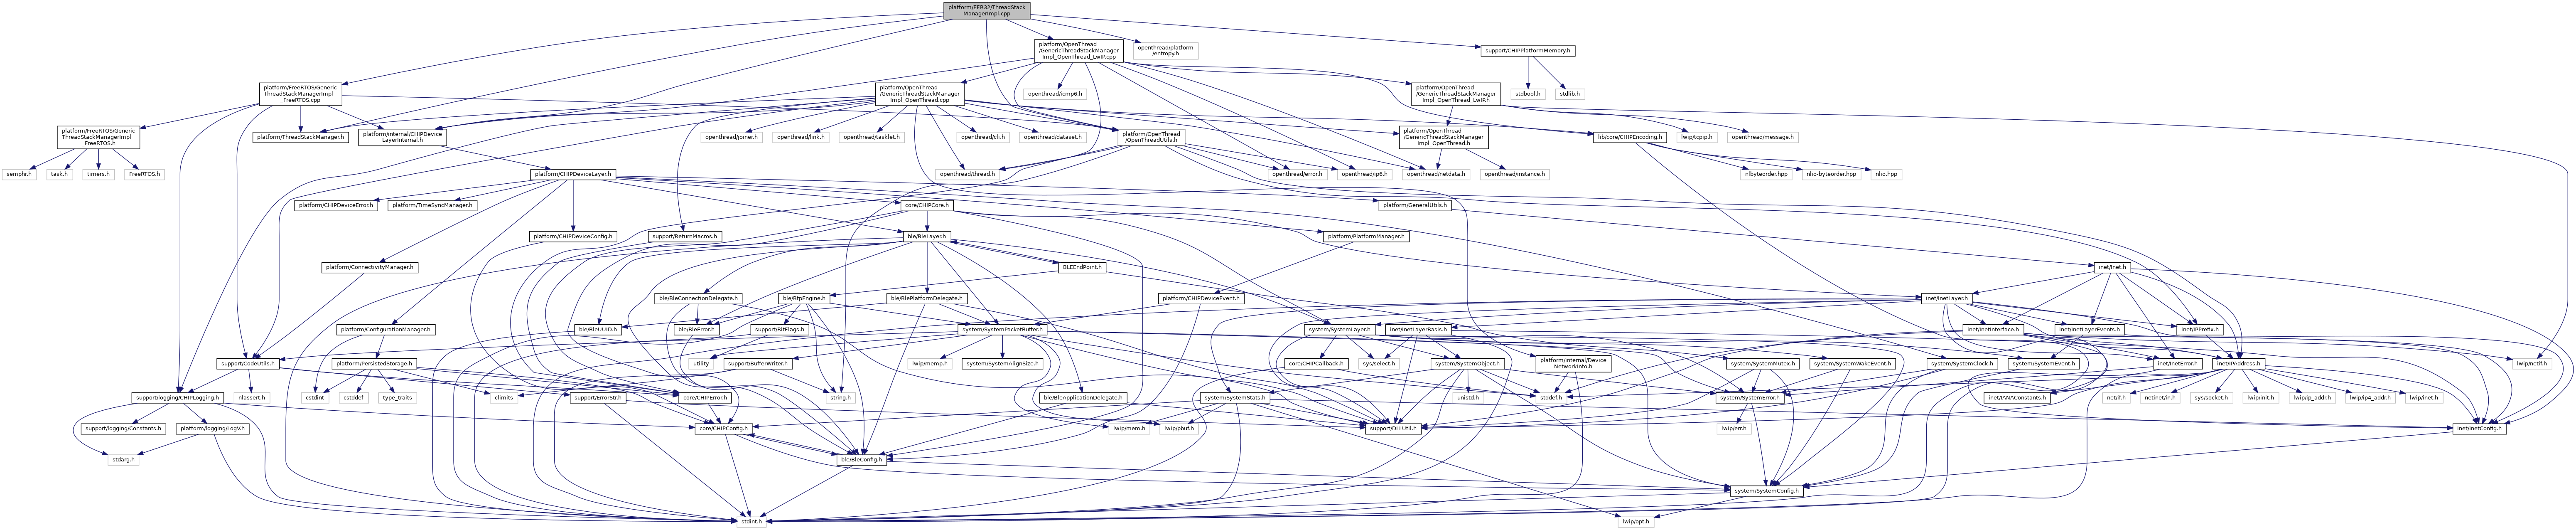 platform/EFR32/ThreadStack
ManagerImpl.cpp
platform/OpenThread
/GenericThreadStackManager
Impl_OpenThread_LwIP.cpp
openthread/platform
/entropy.h
support/CHIPPlatformMemory.h
platform/FreeRTOS/Generic
ThreadStackManagerImpl
_FreeRTOS.cpp
platform/OpenThread
/GenericThreadStackManager
Impl_OpenThread.cpp
openthread/icmp6.h
platform/OpenThread
/GenericThreadStackManager
Impl_OpenThread_LwIP.h
stdbool.h
stdlib.h
platform/FreeRTOS/Generic
ThreadStackManagerImpl
_FreeRTOS.h
platform/ThreadStackManager.h
platform/internal/CHIPDevice
LayerInternal.h
openthread/joiner.h
openthread/link.h
openthread/tasklet.h
openthread/cli.h
openthread/dataset.h
platform/OpenThread
/OpenThreadUtils.h
platform/OpenThread
/GenericThreadStackManager
Impl_OpenThread.h
lib/core/CHIPEncoding.h
lwip/tcpip.h
openthread/message.h
semphr.h
task.h
timers.h
FreeRTOS.h
platform/CHIPDeviceLayer.h
openthread/thread.h
openthread/error.h
openthread/ip6.h
openthread/netdata.h
openthread/instance.h
nlbyteorder.hpp
nlio-byteorder.hpp
nlio.hpp
platform/CHIPDeviceError.h
platform/TimeSyncManager.h
core/CHIPCore.h
platform/GeneralUtils.h
platform/CHIPDeviceConfig.h
support/ReturnMacros.h
ble/BleLayer.h
platform/PlatformManager.h
platform/ConnectivityManager.h
BLEEndPoint.h
inet/Inet.h
ble/BleConnectionDelegate.h
ble/BtpEngine.h
ble/BlePlatformDelegate.h
platform/CHIPDeviceEvent.h
inet/InetLayer.h
platform/ConfigurationManager.h
ble/BleUUID.h
ble/BleError.h
support/BitFlags.h
system/SystemPacketBuffer.h
system/SystemLayer.h
inet/InetLayerBasis.h
inet/InetInterface.h
inet/InetLayerEvents.h
inet/IPPrefix.h
support/CodeUtils.h
platform/PersistedStorage.h
utility
lwip/memp.h
system/SystemAlignSize.h
support/BufferWriter.h
core/CHIPCallback.h
sys/select.h
system/SystemObject.h
platform/internal/Device
NetworkInfo.h
system/SystemMutex.h
system/SystemWakeEvent.h
system/SystemClock.h
system/SystemEvent.h
inet/InetError.h
inet/IPAddress.h
lwip/netif.h
support/logging/CHIPLogging.h
nlassert.h
cstdint
cstddef
type_traits
climits
support/ErrorStr.h
core/CHIPError.h
string.h
ble/BleApplicationDelegate.h
system/SystemStats.h
unistd.h
stddef.h
system/SystemError.h
inet/IANAConstants.h
net/if.h
netinet/in.h
sys/socket.h
lwip/init.h
lwip/ip_addr.h
lwip/ip4_addr.h
lwip/inet.h
support/logging/Constants.h
platform/logging/LogV.h
core/CHIPConfig.h
lwip/mem.h
lwip/pbuf.h
support/DLLUtil.h
lwip/err.h
inet/InetConfig.h
stdarg.h
ble/BleConfig.h
system/SystemConfig.h
stdint.h
lwip/opt.h